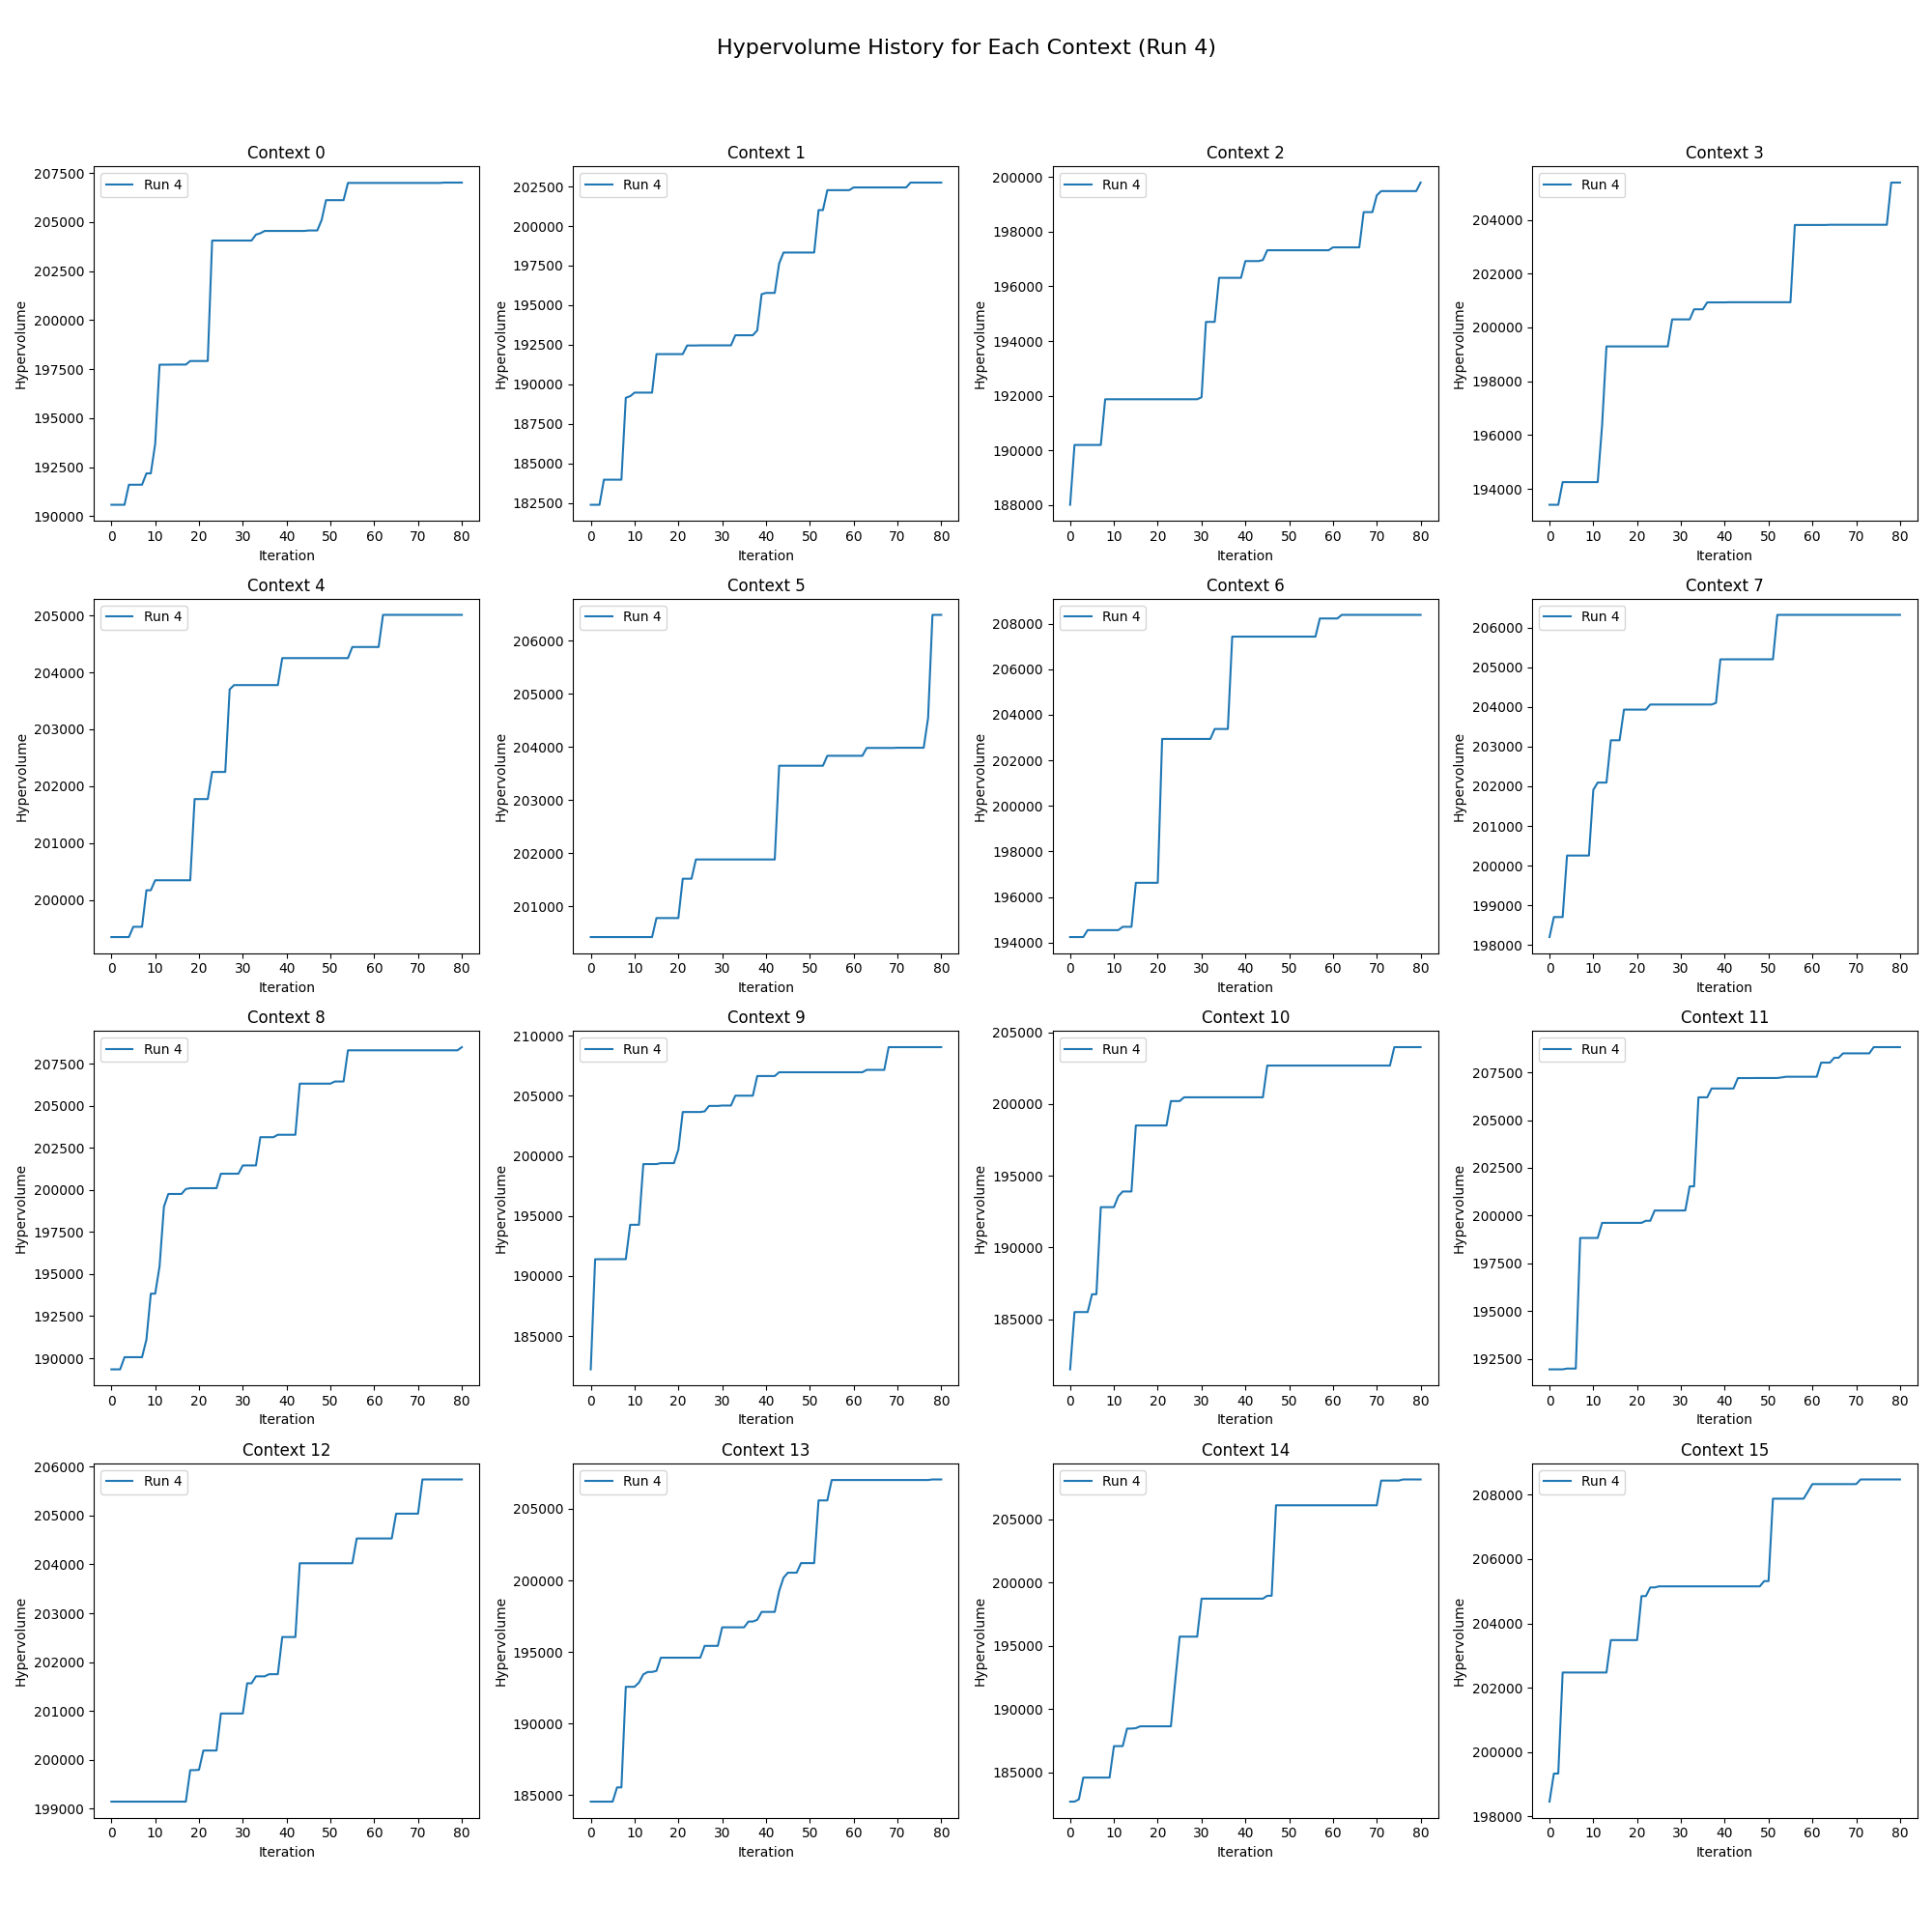 Hypervolume History for Each Context (Run 4)
Context 0
Run 4
207500
205000
202500
200000
197500
195000
192500
190000
Hypervolume
0 10 20 30 40 50 60 70 80
Iteration
Context 1
Run 4
202500
200000
197500
195000
192500
190000
187500
185000
182500
Hypervolume
0 10 20 30 40 50 60 70 80
Iteration
Context 2
Run 4
200000
198000
196000
194000
192000
190000
188000
Hypervolume
0 10 20 30 40 50 60 70 80
Iteration
Context 3
Run 4
204000
202000
200000
198000
196000
194000
Hypervolume
0 10 20 30 40 50 60 70 80
Iteration
Context 4
Run 4
205000
204000
203000
202000
201000
200000
Hypervolume
0 10 20 30 40 50 60 70 80
Iteration
Context 5
Run 4
206000
205000
204000
203000
202000
201000
Hypervolume
0 10 20 30 40 50 60 70 80
Iteration
Context 6
Run 4
208000
206000
204000
202000
200000
198000
196000
194000
Hypervolume
0 10 20 30 40 50 60 70 80
Iteration
Context 7
Run 4
206000
205000
204000
203000
202000
201000
200000
199000
198000
Hypervolume
0 10 20 30 40 50 60 70 80
Iteration
Context 8
Run 4
207500
205000
202500
200000
197500
195000
192500
190000
Hypervolume
0 10 20 30 40 50 60 70 80
Iteration
Context 9
Run 4
210000
205000
200000
195000
190000
185000
Hypervolume
0 10 20 30 40 50 60 70 80
Iteration
Context 10
Run 4
205000
200000
195000
190000
185000
Hypervolume
0 10 20 30 40 50 60 70 80
Iteration
Context 11
Run 4
207500
205000
202500
200000
197500
195000
192500
Hypervolume
0 10 20 30 40 50 60 70 80
Iteration
Context 12
Run 4
206000
205000
204000
203000
202000
201000
200000
199000
Hypervolume
0 10 20 30 40 50 60 70 80
Iteration
Context 13
Run 4
205000
200000
195000
190000
185000
Hypervolume
0 10 20 30 40 50 60 70 80
Iteration
Context 14
Run 4
205000
200000
195000
190000
185000
Hypervolume
0 10 20 30 40 50 60 70 80
Iteration
Context 15
Run 4
208000
206000
204000
202000
200000
198000
Hypervolume
0 10 20 30 40 50 60 70 80
Iteration